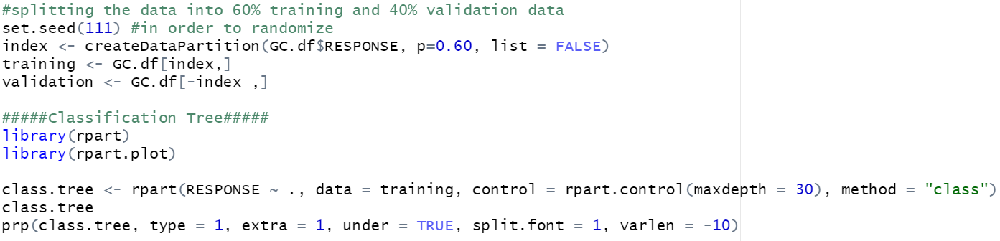 #splitting the data into 60% training and 40% validation data
set.seed(111) #in order to randomize
index <- createDataPartition(GC.df$RESPONSE, p=0.60, list = FALSE)
training <- GC.df[index,]
validation <- GC.df[-index ,]
#####Classification Tree#####
library(rpart)
library(rpart.plot)
class.tree <- rpart(RESPONSE ~ ., data = training, control = rpart.control(maxdepth = 30), method = "class")
class.tree
prp(class.tree, type = 1, extra = 1, under = TRUE, split.font = 1, varlen = -10)